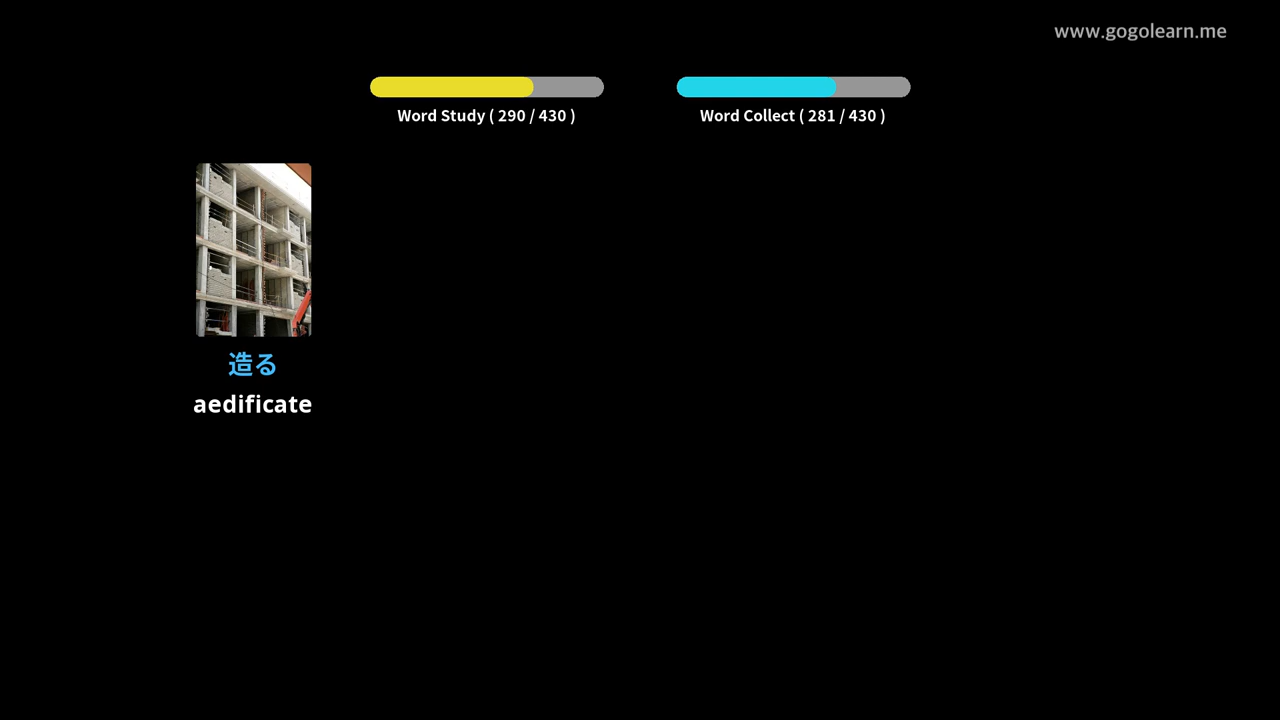 www.gogolearn.me
Word Study ( 290 / 430 )
Word Collect ( 281 / 430 )
造る
aedificate